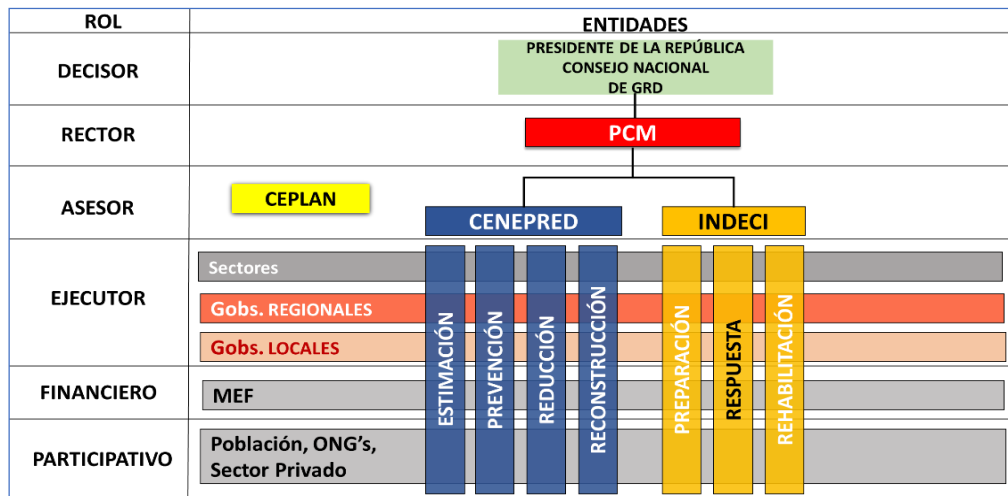 ROL
ENTIDADES
DECISOR
PRESIDENTE DE LA REPÚBLICA
CONSEJO NACIONAL
DE GRD
RECTOR
PCM
ASESOR
CEPLAN
CENEPRED
INDECI
EJECUTOR
Sectores
Gobs. REGIONALES
Gobs. LOCALES
FINANCIERO
MEF
PARTICIPATIVO
Población, ONG’s,
Sector Privado
ESTIMACIÓN
PREVENCIÓN
REDUCCIÓN
RECONSTRUCCIÓN
PREPARACIÓN
RESPUESTA
REHABILITACIÓN